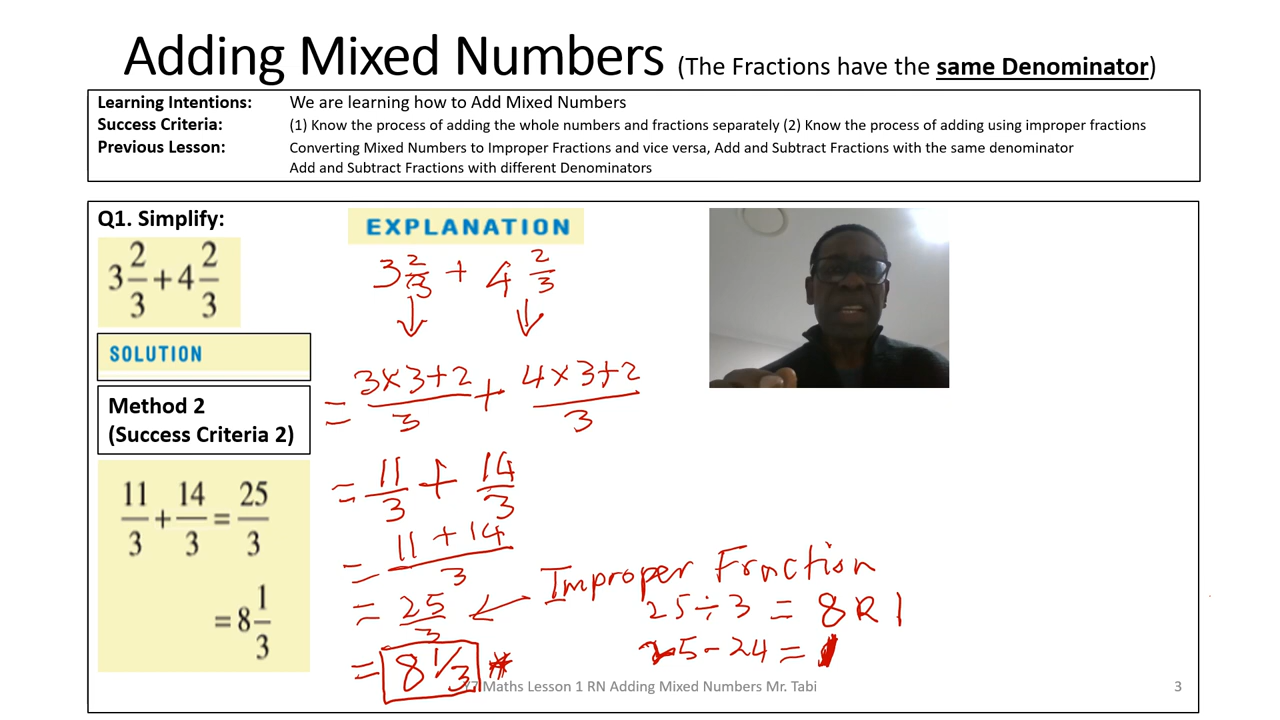 Adding Mixed Numbers (The Fractions have the same Denominator)
Learning Intentions: We are learning how to Add Mixed Numbers
Success Criteria: (1) Know the process of adding the whole numbers and fractions separately (2) Know the process of adding using improper fractions
Previous Lesson: Converting Mixed Numbers to Improper Fractions and vice versa, Add and Subtract Fractions with the same denominator
Add and Subtract Fractions with different Denominators
Q1. Simplify:
3 2/3 + 4 2/3
SOLUTION
Method 2
(Success Criteria 2)
11/3 + 14/3 = 25/3
= 8 1/3
EXPLANATION
3 2/3 + 4 2/3
= 3×3+2/3 + 4×3+2/3
= 11/3 + 14/3
= 11+14/3
= 25/3
Improper Fraction
25÷3 = 8 R 1
25-24 = 1
= 8 1/3
Y7 Maths Lesson 1 RN Adding Mixed Numbers Mr. Tabi
3